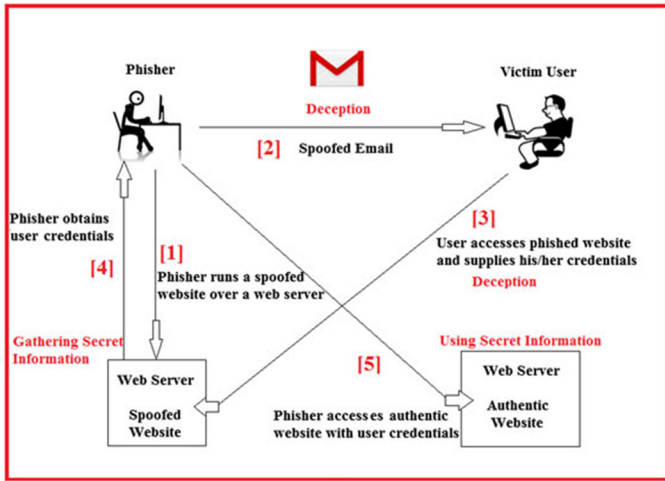 Phisher
Victim User
Deception
[2] Spoofed Email
[3]
User accesses phished website
and supplies his/her credentials
Deception
Phisher obtains
user credentials
[4]
[1]
Phisher runs a spoofed
website over a web server
Gathering Secret
Information
Web Server
Spoofed
Website
[5]
Phisher accesses authentic
website with user credentials
Using Secret Information
Web Server
Authentic
Website